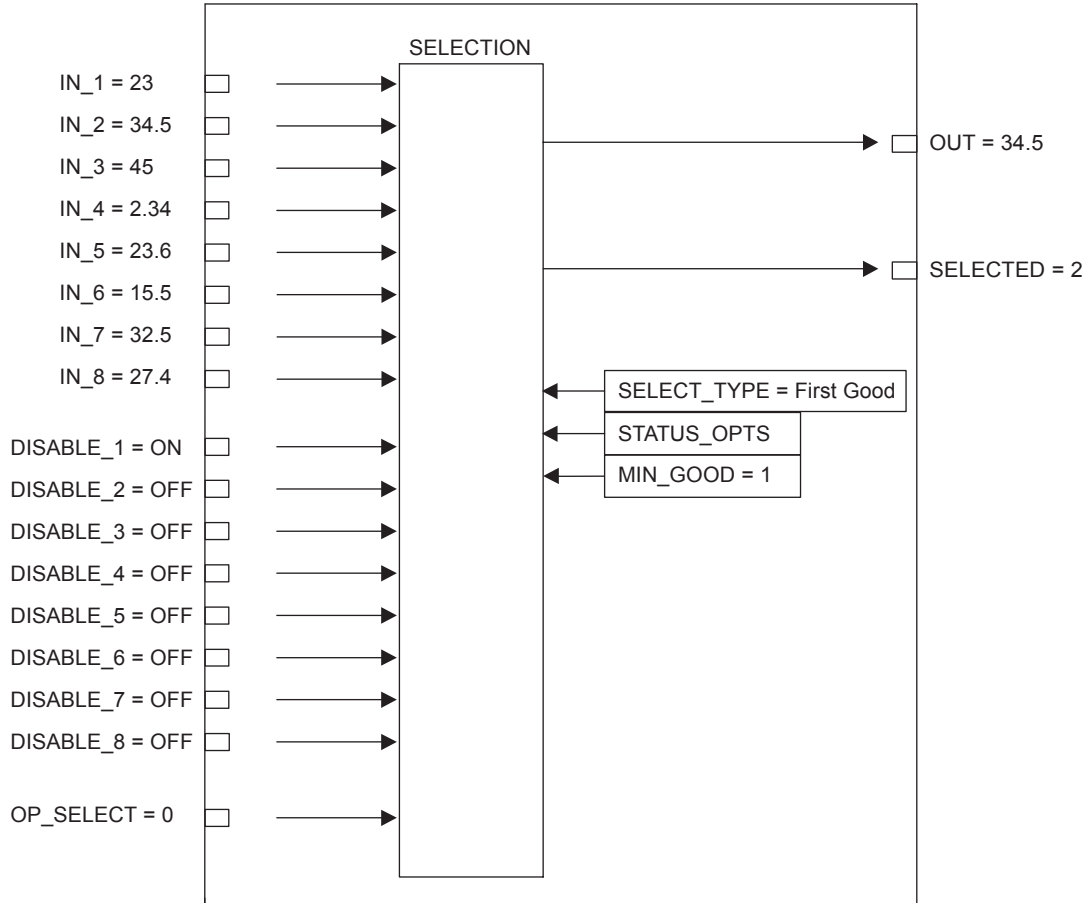 SELECTION
IN_1 = 23
IN_2 = 34.5
IN_3 = 45
IN_4 = 2.34
IN_5 = 23.6
IN_6 = 15.5
IN_7 = 32.5
IN_8 = 27.4
DISABLE_1 = ON
DISABLE_2 = OFF
DISABLE_3 = OFF
DISABLE_4 = OFF
DISABLE_5 = OFF
DISABLE_6 = OFF
DISABLE_7 = OFF
DISABLE_8 = OFF
OP_SELECT = 0
OUT = 34.5
SELECTED = 2
SELECT_TYPE = First Good
STATUS_OPTS
MIN_GOOD = 1